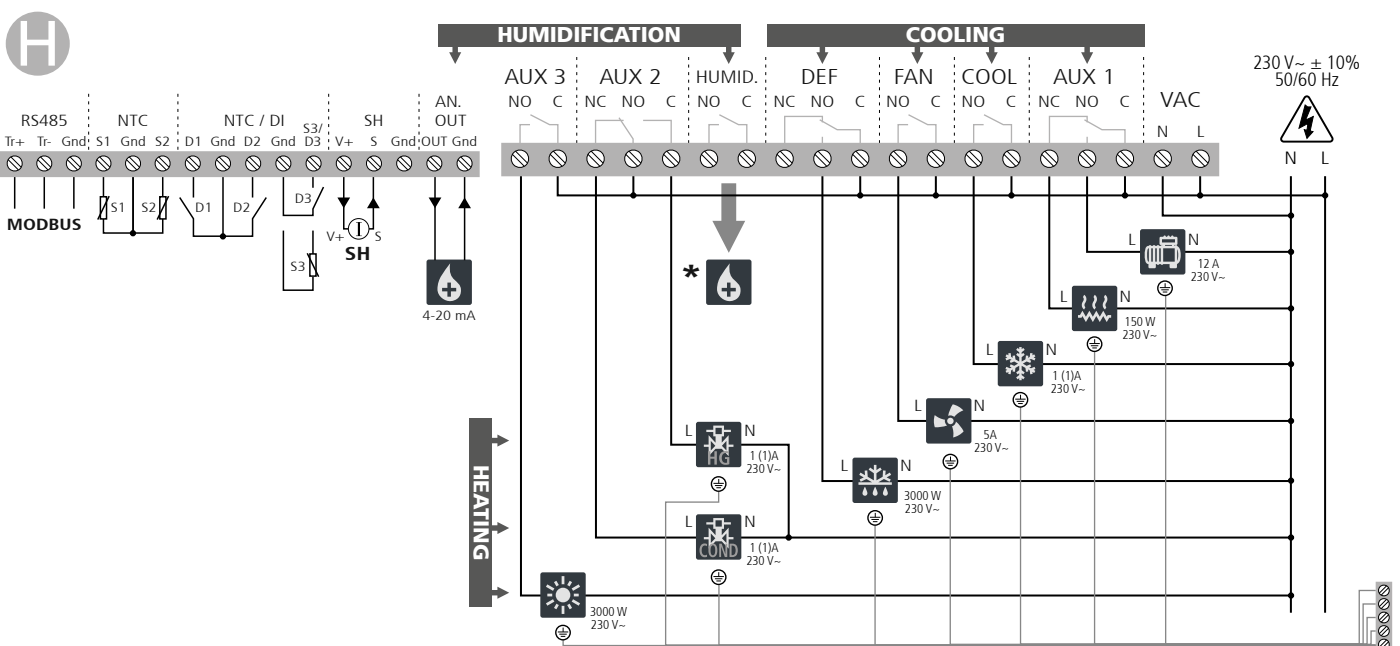 H
HUMIDIFICATION
COOLING
230 V~ ± 10%
50/60 Hz
N L
AUX 3 AUX 2 HUMID. DEF FAN COOL AUX 1 VAC
NO C NC NO C NO C NC NO C NO C NO C NC NO C N L
RS485 NTC NTC / DI SH AN. OUT
Tr+ Tr- Gnd S1 Gnd S2 D1 Gnd D2 Gnd S3/D3 V+ S Gnd OUT Gnd
MODBUS
S1 S2 D1 D2 D3
S3
V+ I S
SH
4-20 mA
*
L N
12 A
230 V~
L N
150 W
230 V~
L N
1 (1)A
230 V~
L N
5A
230 V~
L N
3000 W
230 V~
HEATING
L N
HG
1 (1)A
230 V~
L N
COND
1 (1)A
230 V~
3000 W
230 V~